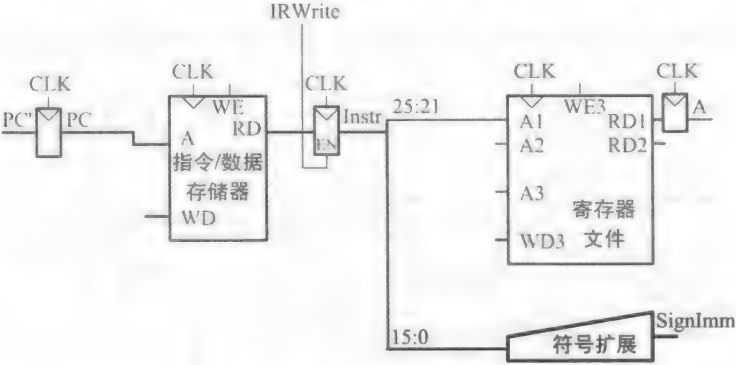 IRWrite
CLK
CLK
CLK
CLK
CLK
PC' PC
WE
RD
A
指令/数据
存储器
WD
Instr
EN
25:21
WE3
A1 RD1
A
A2 RD2
A3
寄存器
WD3 文件
15:0
符号扩展
SignImm